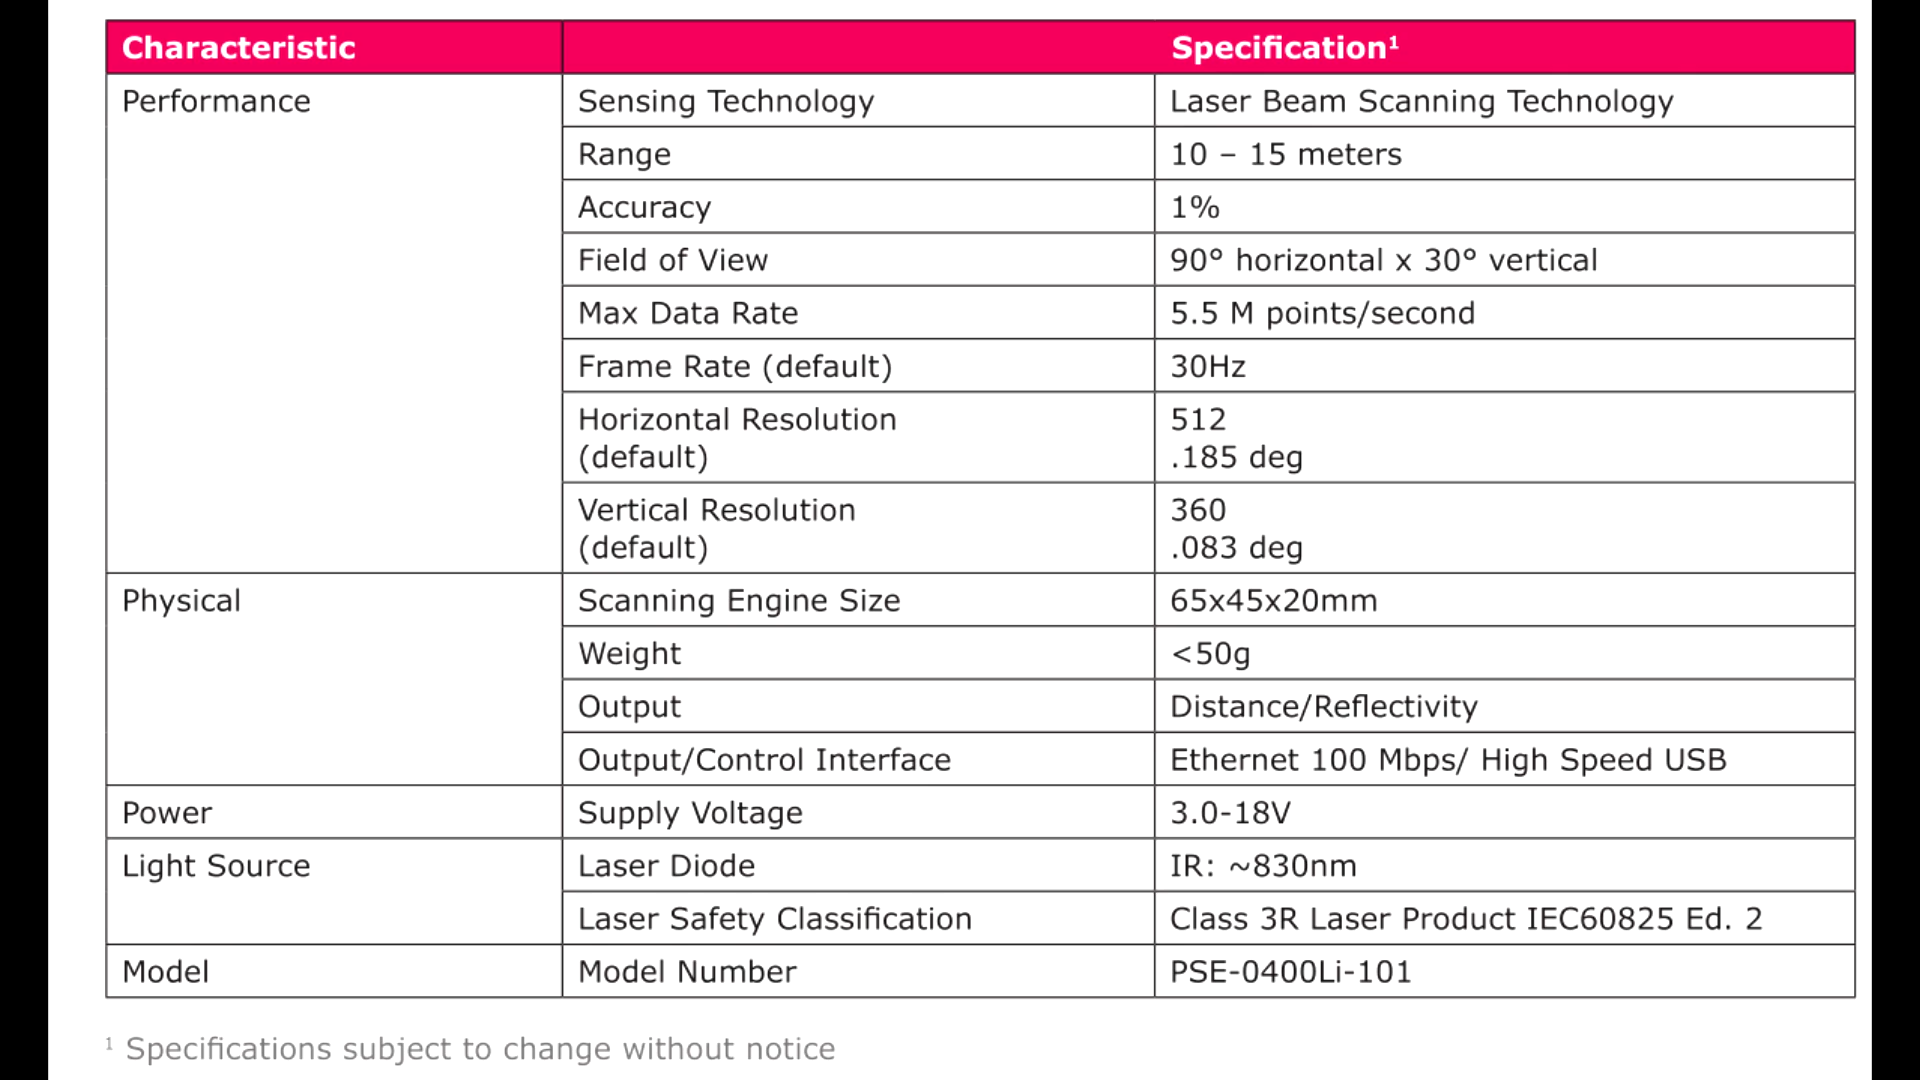 Characteristic Specification¹
Performance Sensing Technology Laser Beam Scanning Technology
Range 10 – 15 meters
Accuracy 1%
Field of View 90° horizontal x 30° vertical
Max Data Rate 5.5 M points/second
Frame Rate (default) 30Hz
Horizontal Resolution 512
(default) .185 deg
Vertical Resolution 360
(default) .083 deg
Physical Scanning Engine Size 65x45x20mm
Weight <50g
Output Distance/Reflectivity
Output/Control Interface Ethernet 100 Mbps/ High Speed USB
Power Supply Voltage 3.0-18V
Light Source Laser Diode IR: ~830nm
Laser Safety Classification Class 3R Laser Product IEC60825 Ed. 2
Model Model Number PSE-0400Li-101
¹ Specifications subject to change without notice